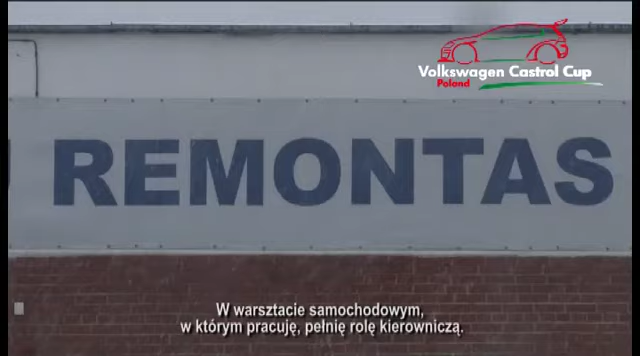 Volkswagen Castrol Cup
Poland
REMONTAS
W warsztacie samochodowym,
w którym pracuję, pełnię rolę kierowniczą.